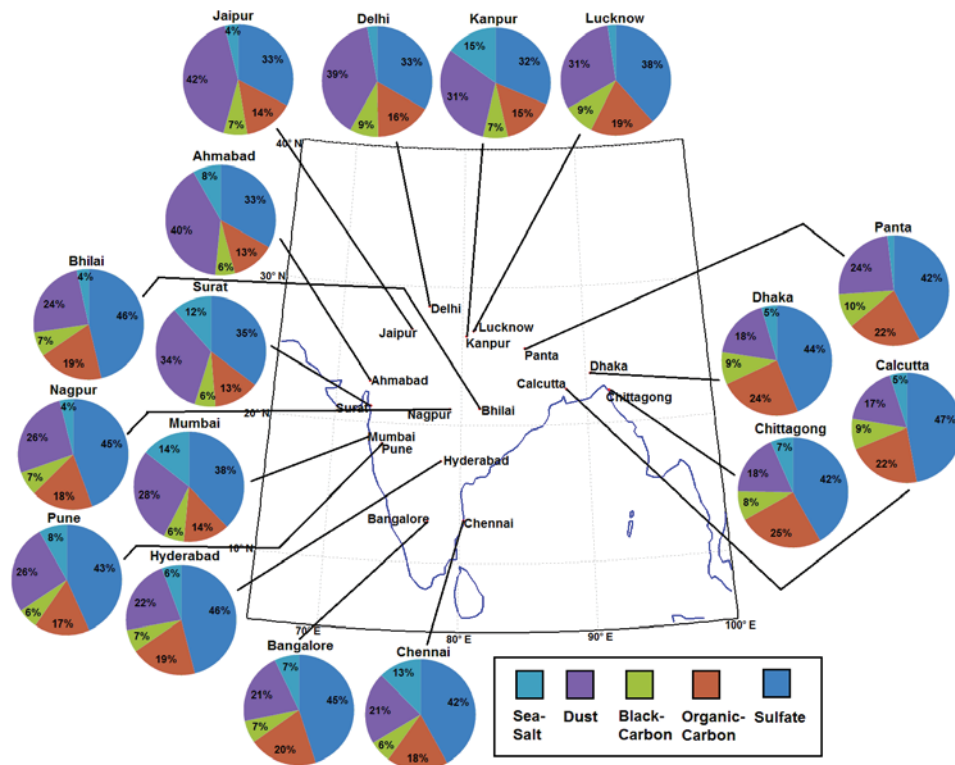 Jaipur
4%
33%
42%
14%
7%
Delhi
33%
39%
16%
9%
Kanpur
15%
32%
31%
15%
7%
Lucknow
31%
38%
9%
19%
40° N
Ahmabad
8%
33%
40%
13%
6%
Panta
24%
42%
10%
22%
Bhilai
4%
24%
46%
7%
19%
30° N
Surat
12%
35%
34%
13%
6%
Delhi
Jaipur
Lucknow
Kanpur
Panta
Dhaka
5%
18%
44%
9%
24%
Dhaka
Ahmabad
Calcutta
Chittagong
Surat
20° N
Nagpur
Bhilai
Calcutta
5%
17%
47%
9%
22%
Nagpur
4%
26%
45%
7%
18%
Mumbai
14%
38%
28%
14%
6%
Mumbai
Pune
Hyderabad
Chittagong
7%
18%
42%
8%
25%
Pune
8%
26%
43%
6%
17%
Bangalore
Chennai
10° N
Hyderabad
6%
22%
46%
7%
19%
70° E
80° E
90° E
100° E
Bangalore
7%
21%
45%
7%
20%
Chennai
13%
42%
21%
6%
18%
Sea-
Salt
Dust
Black-
Carbon
Organic-
Carbon
Sulfate